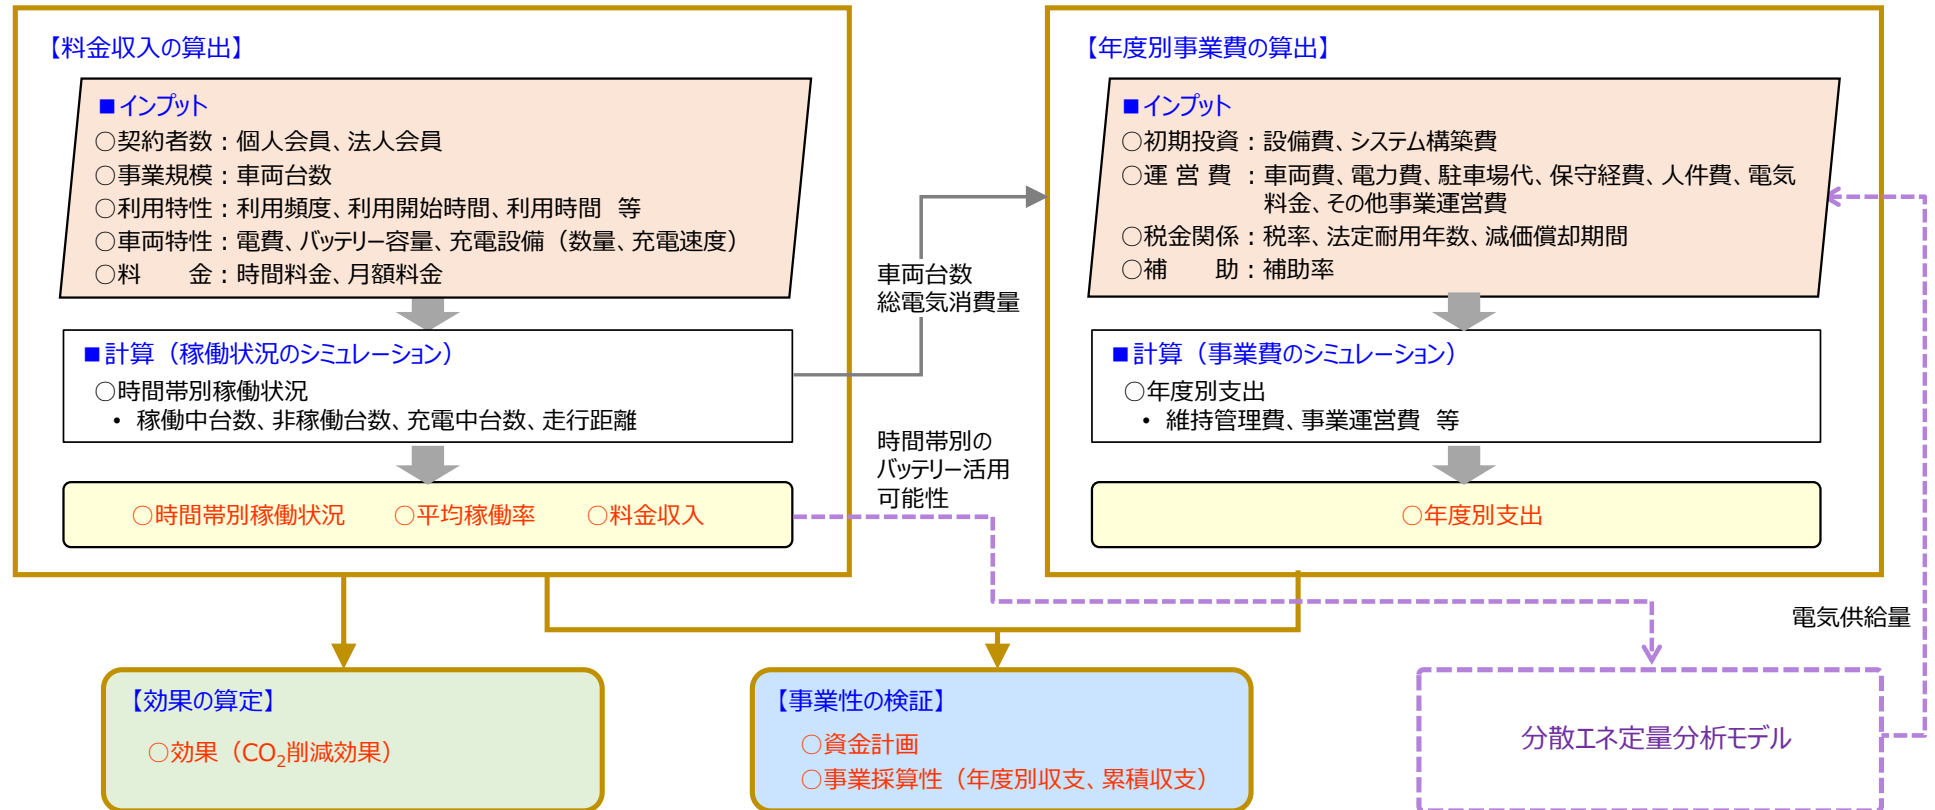 【料金収入の算出】
■インプット
○契約者数：個人会員、法人会員
○事業規模：車両台数
○利用特性：利用頻度、利用開始時間、利用時間　等
○車両特性：電費、バッテリー容量、充電設備（数量、充電速度）
○料　　金：時間料金、月額料金
■計算（稼働状況のシミュレーション）
○時間帯別稼働状況
• 稼働中台数、非稼働台数、充電中台数、走行距離
○時間帯別稼働状況　　○平均稼働率　　○料金収入
車両台数
総電気消費量
時間帯別の
バッテリー活用
可能性
【年度別事業費の算出】
■インプット
○初期投資：設備費、システム構築費
○運 営 費 ：車両費、電力費、駐車場代、保守経費、人件費、電気
料金、その他事業運営費
○税金関係：税率、法定耐用年数、減価償却期間
○補　　助：補助率
■計算（事業費のシミュレーション）
○年度別支出
• 維持管理費、事業運営費　等
○年度別支出
電気供給量
【効果の算定】
○効果（CO₂削減効果）
【事業性の検証】
○資金計画
○事業採算性（年度別収支、累積収支）
分散エネ定量分析モデル